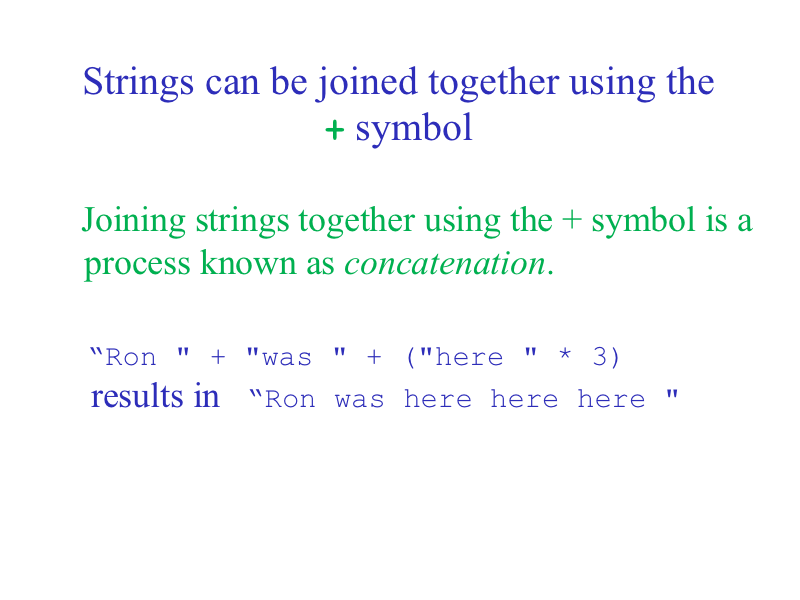 Strings can be joined together using the
+ symbol
Joining strings together using the + symbol is a
process known as concatenation.
“Ron " + "was " + ("here " * 3)
results in “Ron was here here here "